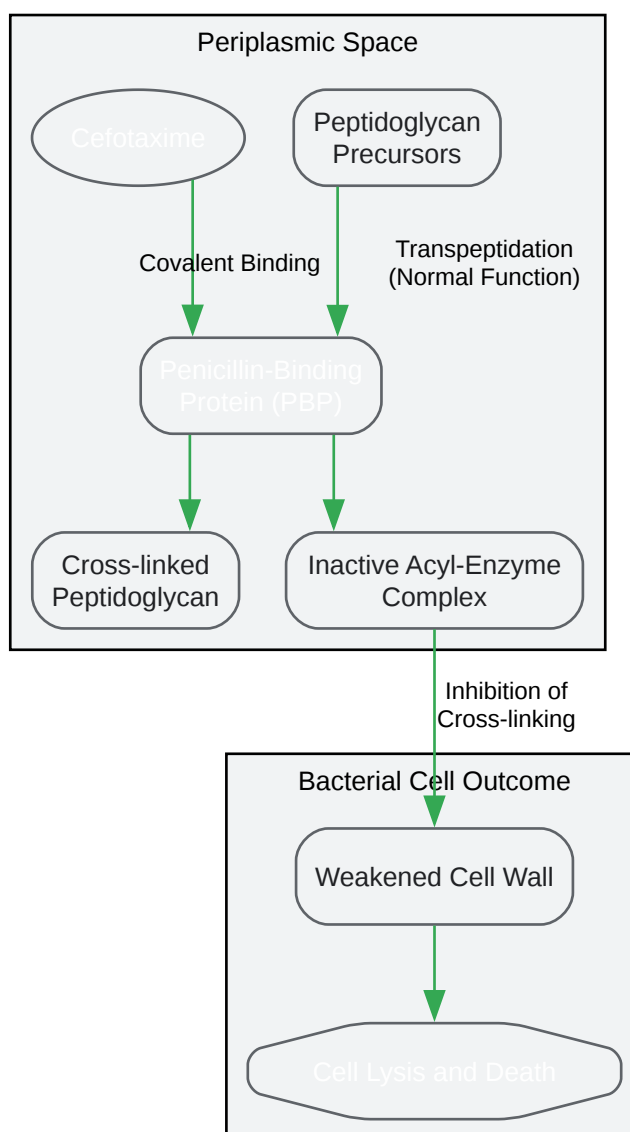 Periplasmic Space
Cefotaxime
Peptidoglycan
Precursors
Covalent Binding
Transpeptidation
(Normal Function)
Penicillin-Binding
Protein (PBP)
Cross-linked
Peptidoglycan
Inactive Acyl-Enzyme
Complex
Inhibition of
Cross-linking
Bacterial Cell Outcome
Weakened Cell Wall
Cell Lysis and Death